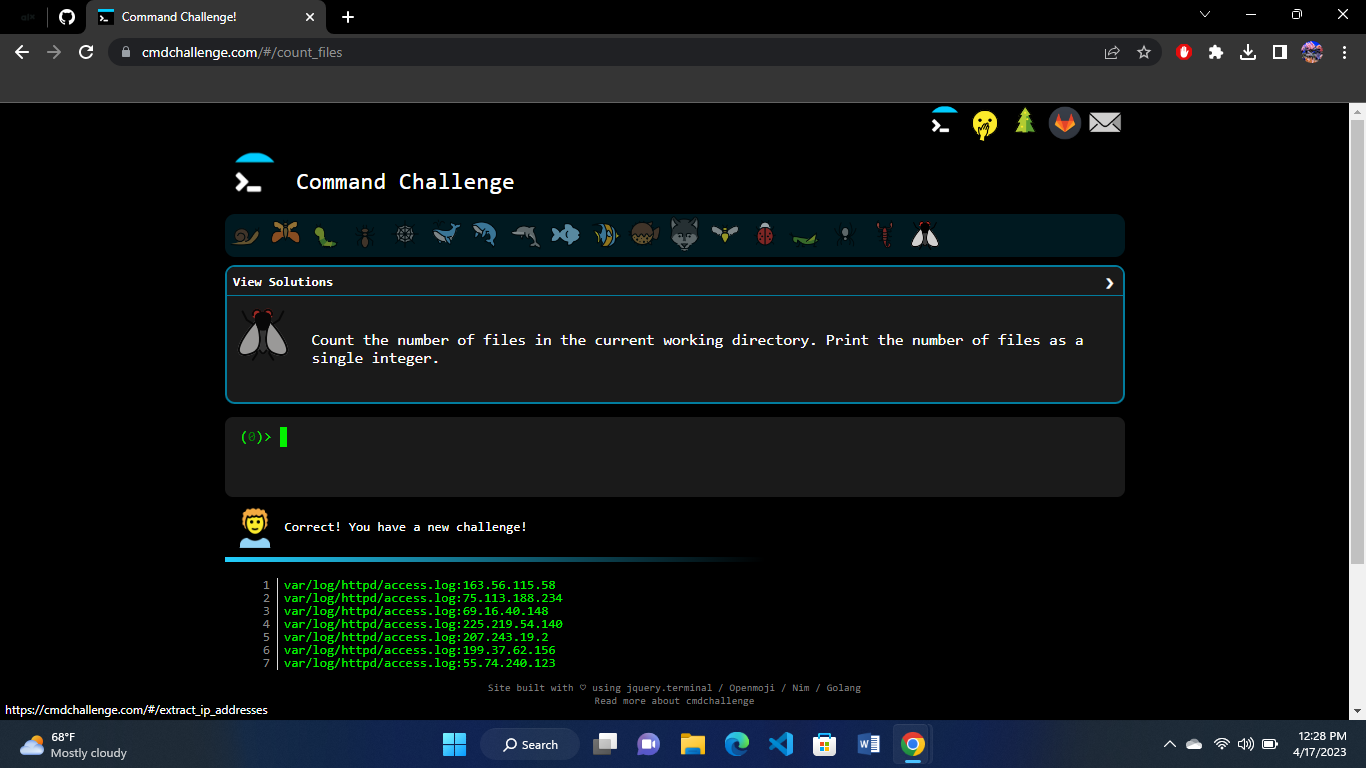 Command Challenge!
cmdchallenge.com/#/count_files
Command Challenge
View Solutions
Count the number of files in the current working directory. Print the number of files as a
single integer.
(0)>
Correct! You have a new challenge!
1 var/log/httpd/access.log:163.56.115.58
2 var/log/httpd/access.log:75.113.188.234
3 var/log/httpd/access.log:69.16.40.148
4 var/log/httpd/access.log:225.219.54.140
5 var/log/httpd/access.log:207.243.19.2
6 var/log/httpd/access.log:199.37.62.156
7 var/log/httpd/access.log:55.74.240.123
Site built with ♡ using jquery.terminal / Openmoji / Nim / Golang
Read more about cmdchallenge
https://cmdchallenge.com/#/extract_ip_addresses
68°F
Mostly cloudy
Search
12:28 PM
4/17/2023